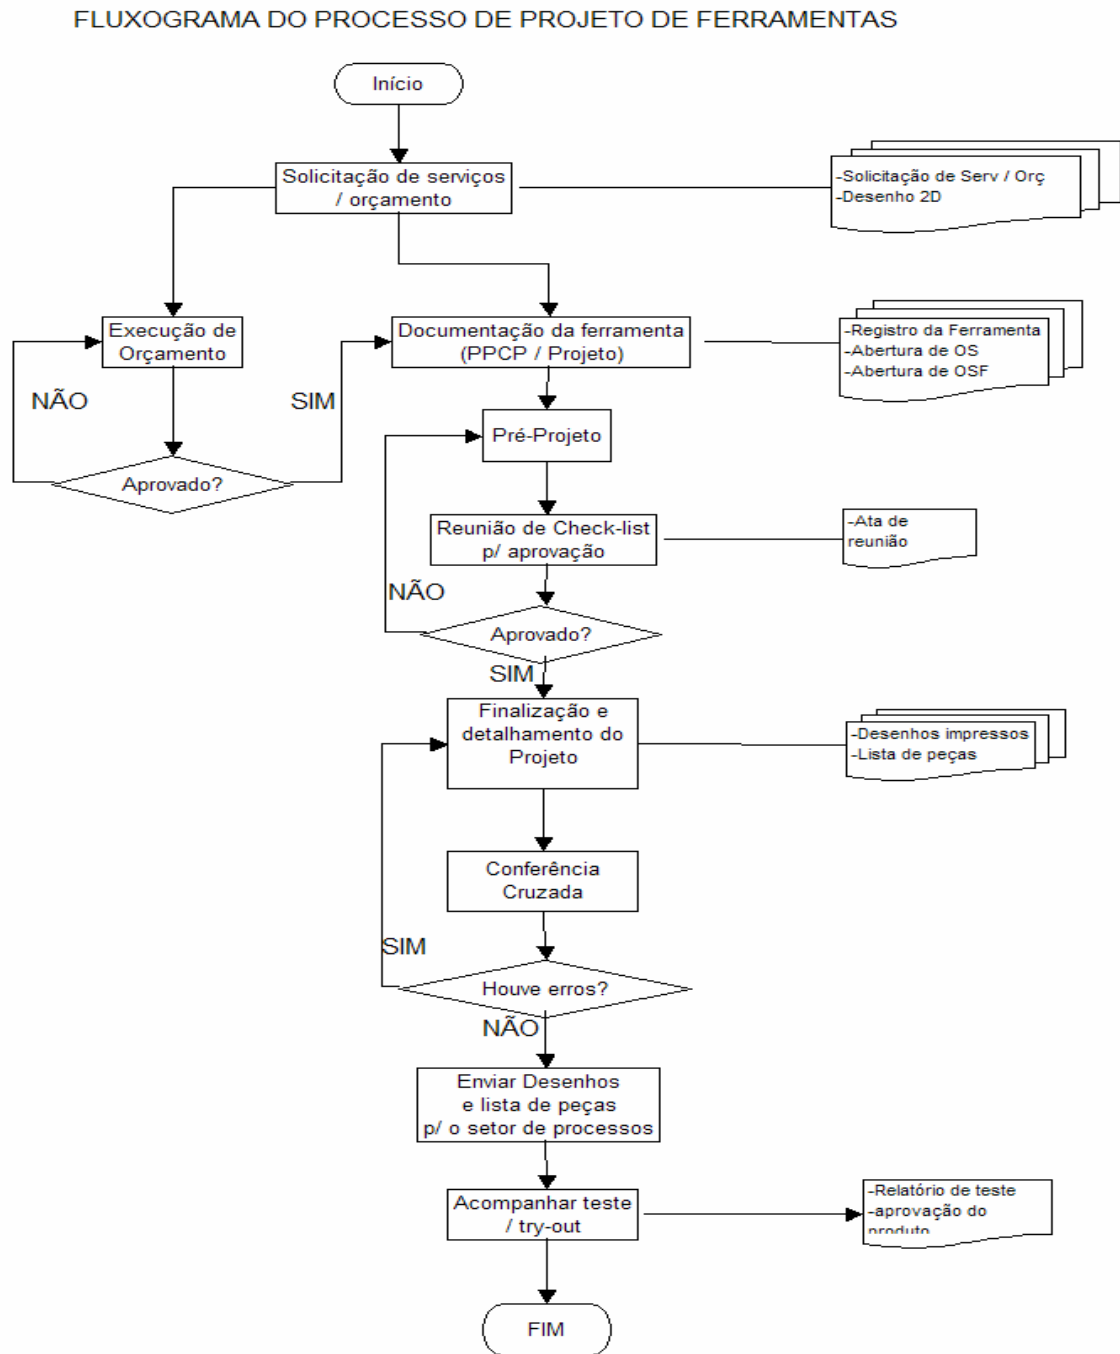 FLUXOGRAMA DO PROCESSO DE PROJETO DE FERRAMENTAS
Início
Solicitação de serviços
/ orçamento
-Solicitação de Serv / Orç
-Desenho 2D
Execução de
Orçamento
Documentação da ferramenta
(PPCP / Projeto)
-Registro da Ferramenta
-Abertura de OS
-Abertura de OSF
NÃO
SIM
Aprovado?
Pré-Projeto
Reunião de Check-list
p/ aprovação
-Ata de
reunião
NÃO
Aprovado?
SIM
Finalização e
detalhamento do
Projeto
-Desenhos impressos
-Lista de peças
Conferência
Cruzada
SIM
Houve erros?
NÃO
Enviar Desenhos
e lista de peças
p/ o setor de processos
Acompanhar teste
/ try-out
-Relatório de teste
-aprovação do
produto
FIM